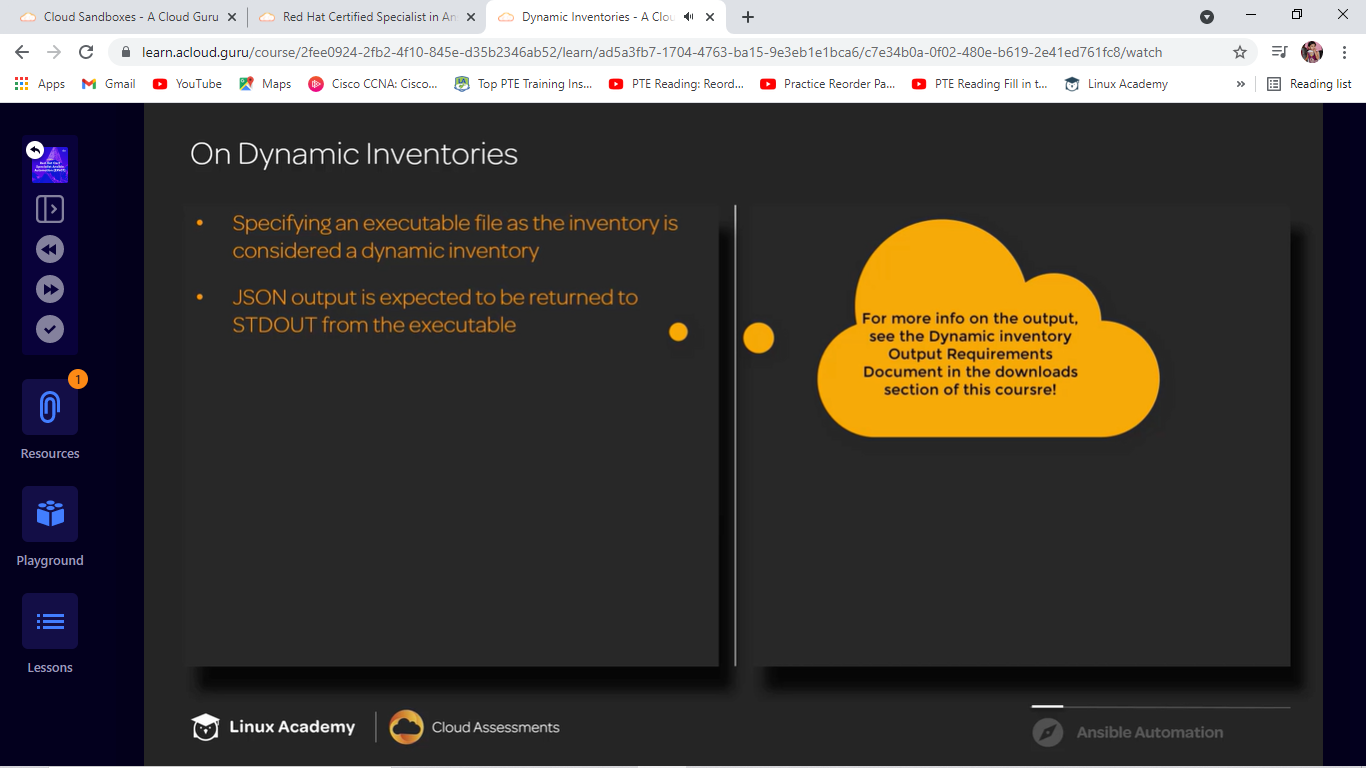 Cloud Sandboxes - A Cloud Guru
Red Hat Certified Specialist in An
Dynamic Inventories - A Clou
learn.acloud.guru/course/2fee0924-2fb2-4f10-845e-d35b2346ab52/learn/ad5a3fb7-1704-4763-ba15-9e3eb1e1bca6/c7e34b0a-0f02-480e-b619-2e41ed761fc8/watch
Apps
Gmail
YouTube
Maps
Cisco CCNA: Cisco...
Top PTE Training Ins...
PTE Reading: Reord...
Practice Reorder Pa...
PTE Reading Fill in t...
Linux Academy
»
Reading list
On Dynamic Inventories
• Specifying an executable file as the inventory is
considered a dynamic inventory
• JSON output is expected to be returned to
STDOUT from the executable
For more info on the output,
see the Dynamic inventory
Output Requirements
Document in the downloads
section of this coursre!
1
Resources
Playground
Lessons
Linux Academy
Cloud Assessments
Ansible Automation